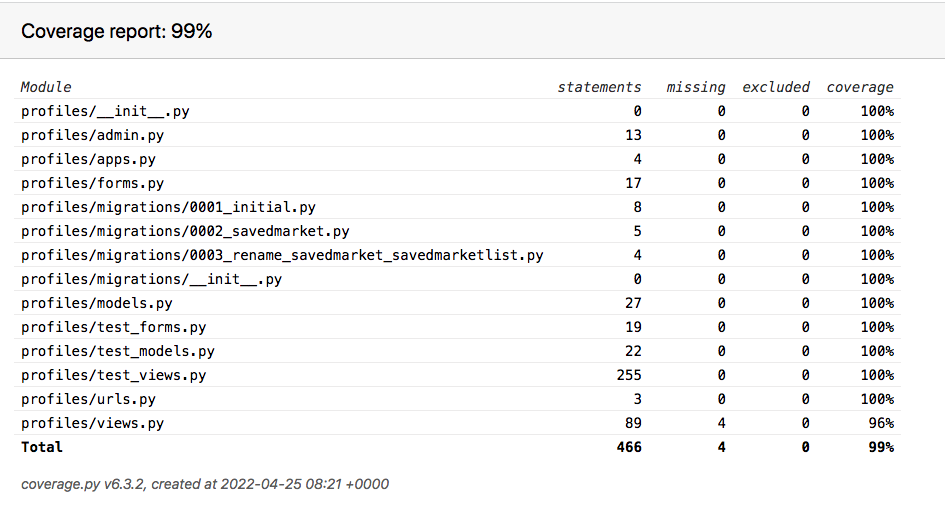 Coverage report: 99%
Module statements missing excluded coverage
profiles/__init__.py 0 0 0 100%
profiles/admin.py 13 0 0 100%
profiles/apps.py 4 0 0 100%
profiles/forms.py 17 0 0 100%
profiles/migrations/0001_initial.py 8 0 0 100%
profiles/migrations/0002_savedmarket.py 5 0 0 100%
profiles/migrations/0003_rename_savedmarket_savedmarketlist.py 4 0 0 100%
profiles/migrations/__init__.py 0 0 0 100%
profiles/models.py 27 0 0 100%
profiles/test_forms.py 19 0 0 100%
profiles/test_models.py 22 0 0 100%
profiles/test_views.py 255 0 0 100%
profiles/urls.py 3 0 0 100%
profiles/views.py 89 4 0 96%
Total 466 4 0 99%
coverage.py v6.3.2, created at 2022-04-25 08:21 +0000